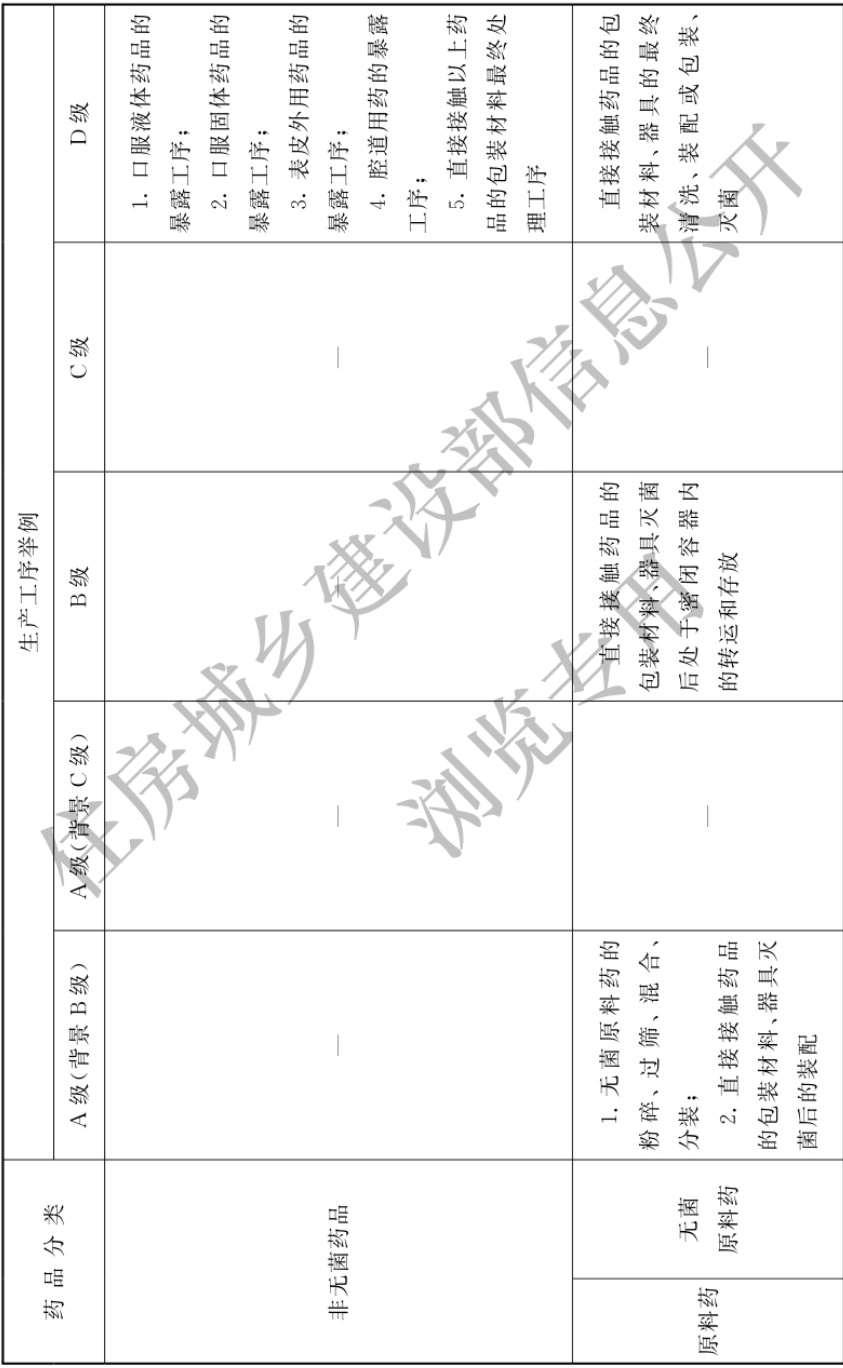 药品分类
生产工序举例
A级(背景B级)
A级(背景C级)
B级
C级
D级
非无菌药品
—
—
—
—
1. 口服液体药品的
暴露工序;
2. 口服固体药品的
暴露工序;
3. 表皮外用药品的
暴露工序;
4. 腔道用药的暴露
工序;
5. 直接接触以上药
品的包装材料最终处
理工序
原料药
无菌
原料药
1. 无菌原料药的
粉碎、过筛、混合、
分装;
2. 直接接触药品
的包装材料、器具灭
菌后的装配
—
直接接触药品的
包装材料、器具灭菌
后处于密闭容器内
的转运和存放
—
直接接触药品的包
装材料、器具的最终
清洗、装配或包装、
灭菌
住房城乡建设部信息公开
浏览专用